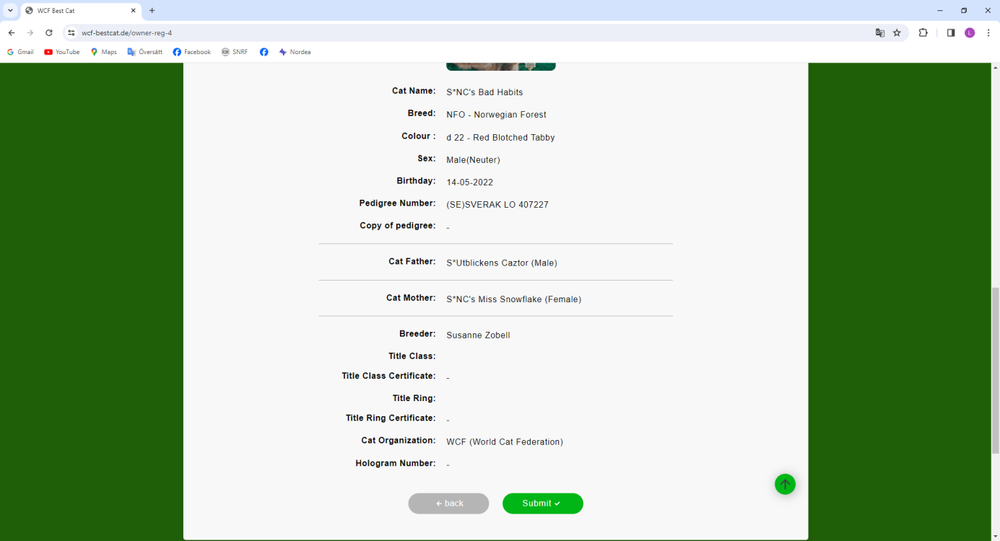 WCF Best Cat
wcf-bestcat.de/owner-reg-4
L
Gmail YouTube Maps Översätt Facebook SNRF Nordea
Cat Name: S*NC's Bad Habits
Breed: NFO - Norwegian Forest
Colour : d 22 - Red Blotched Tabby
Sex: Male(Neuter)
Birthday: 14-05-2022
Pedigree Number: (SE)SVERAK LO 407227
Copy of pedigree: -
Cat Father: S*Utblickens Caztor (Male)
Cat Mother: S*NC's Miss Snowflake (Female)
Breeder: Susanne Zobell
Title Class:
Title Class Certificate: -
Title Ring:
Title Ring Certificate: -
Cat Organization: WCF (World Cat Federation)
Hologram Number: -
← back Submit ✓